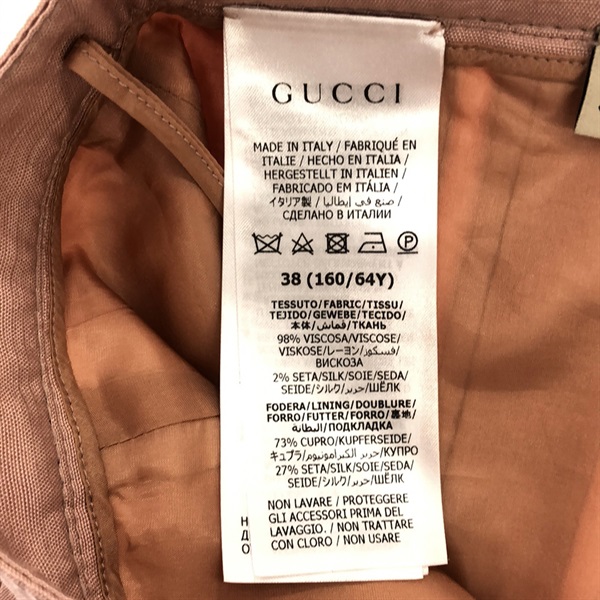 GUCCI
MADE IN ITALY / FABRIQUÉ EN
ITALIE / HECHO EN ITALIA /
HERGESTELLT IN ITALIEN /
FABRICADO EM ITÁLIA /
イタリア製 / صنع في إيطاليا /
СДЕЛАНО В ИТАЛИИ
P
38 (160/64Y)
TESSUTO/FABRIC/TISSU/
TEJIDO/GEWEBE/TECIDO/
本体/قماش/ТКАНЬ
98% VISCOSA/VISCOSE/
VISKOSE/レーヨン/فسكوز/
ВИСКОЗА
2% SETA/SILK/SOIE/SEDA/
SEIDE/シルク/حرير/ШЁЛК
FODERA/LINING/DOUBLURE/
FORRO/FUTTER/FORRO/裏地/
البطانية/ПОДКЛАДКА
73% CUPRO/KUPFERSEIDE/
キュプラ/حرير الكبرامونيوم/КУПРО
27% SETA/SILK/SOIE/SEDA/
SEIDE/シルク/حرير/ШЁЛК
NON LAVARE / PROTEGGERE
GLI ACCESSORI PRIMA DEL
LAVAGGIO. / NON TRATTARE
CON CLORO / NON USARE